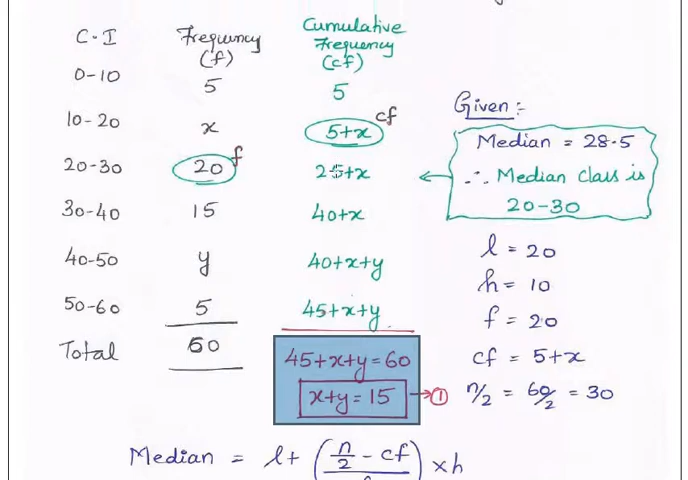 C.I Frequency (f) Cumulative Frequency (cf)
0-10 5 5
10-20 x 5+x cf
20-30 20 f 25+x
30-40 15 40+x
40-50 y 40+x+y
50-60 5 45+x+y
Total 60
45+x+y=60
x+y=15 → ①
Given:-
Median = 28.5
∴ Median Class is
20-30
l = 20
h = 10
f = 20
cf = 5+x
n/2 = 60/2 = 30
Median = l + (n/2 - cf) × h